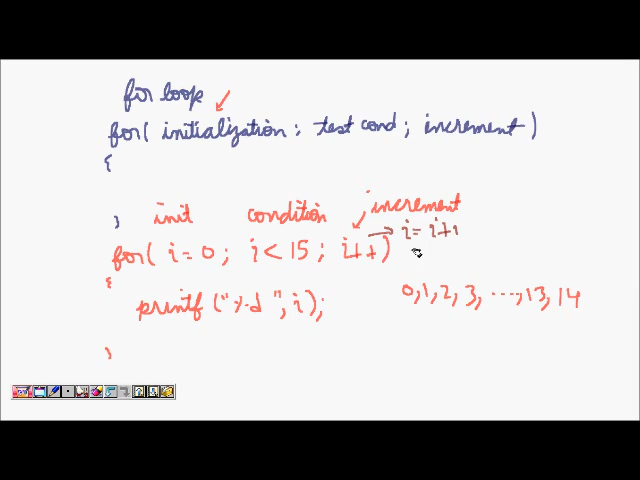 for loop
for( initialization ; test cond ; increment )
{
}
init condition increment
for( i=0 ; i<15 ; i++) → i = i+1
{
printf ("%d ", i); 0,1,2,3, ...., 13, 14
}